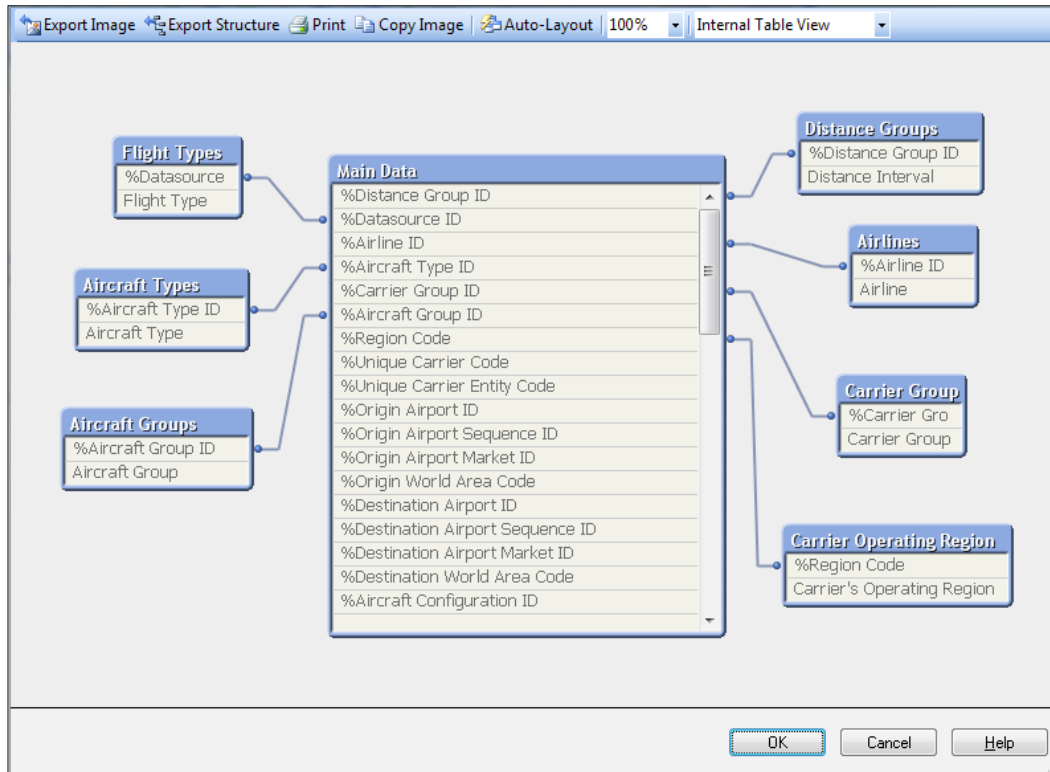 Export Image Export Structure Print Copy Image Auto-Layout 100% Internal Table View
Flight Types
%Datasource
Flight Type
Aircraft Types
%Aircraft Type ID
Aircraft Type
Aircraft Groups
%Aircraft Group ID
Aircraft Group
Main Data
%Distance Group ID
%Datasource ID
%Airline ID
%Aircraft Type ID
%Carrier Group ID
%Aircraft Group ID
%Region Code
%Unique Carrier Code
%Unique Carrier Entity Code
%Origin Airport ID
%Origin Airport Sequence ID
%Origin Airport Market ID
%Origin World Area Code
%Destination Airport ID
%Destination Airport Sequence ID
%Destination Airport Market ID
%Destination World Area Code
%Aircraft Configuration ID
Distance Groups
%Distance Group ID
Distance Interval
Airlines
%Airline ID
Airline
Carrier Group
%Carrier Gro
Carrier Group
Carrier Operating Region
%Region Code
Carrier's Operating Region
OK Cancel Help